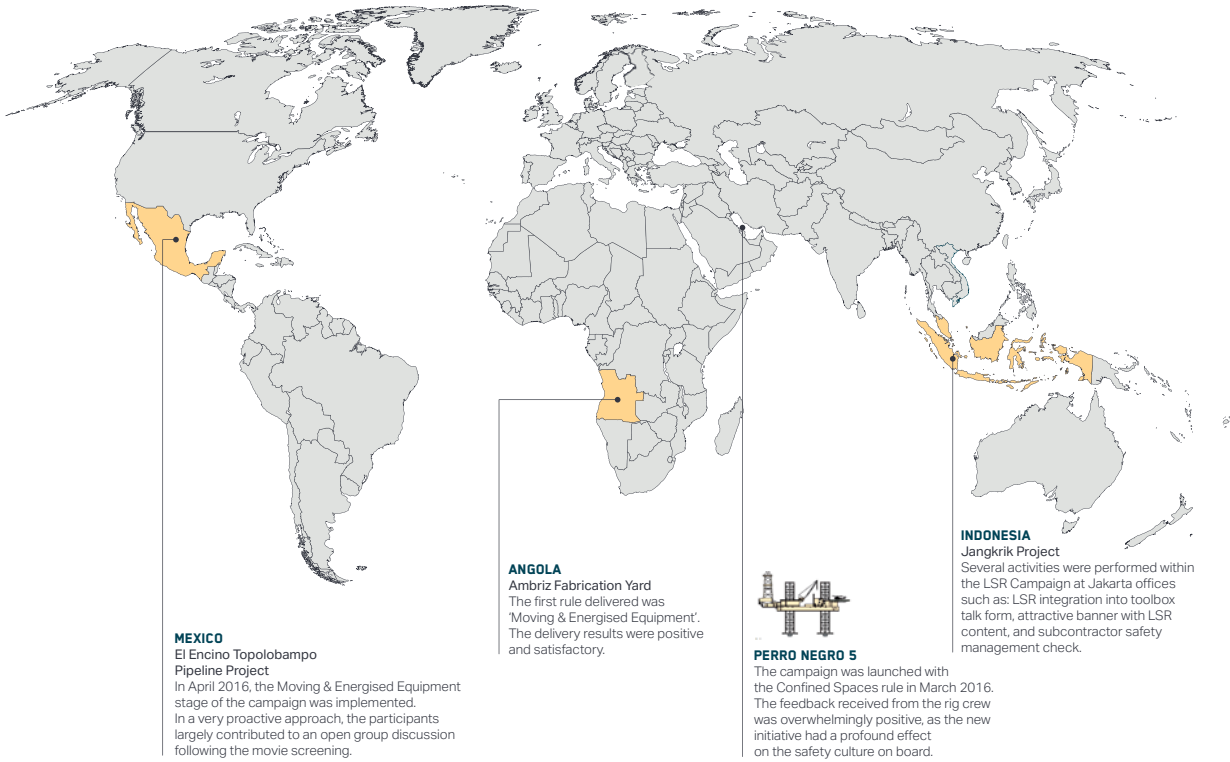 MEXICO
El Encino Topolobampo
Pipeline Project
In April 2016, the Moving & Energised Equipment
stage of the campaign was implemented.
In a very proactive approach, the participants
largely contributed to an open group discussion
following the movie screening.
ANGOLA
Ambriz Fabrication Yard
The first rule delivered was
‘Moving & Energised Equipment’.
The delivery results were positive
and satisfactory.
PERRO NEGRO 5
The campaign was launched with
the Confined Spaces rule in March 2016.
The feedback received from the rig crew
was overwhelmingly positive, as the new
initiative had a profound effect
on the safety culture on board.
INDONESIA
Jangkrik Project
Several activities were performed within
the LSR Campaign at Jakarta offices
such as: LSR integration into toolbox
talk form, attractive banner with LSR
content, and subcontractor safety
management check.